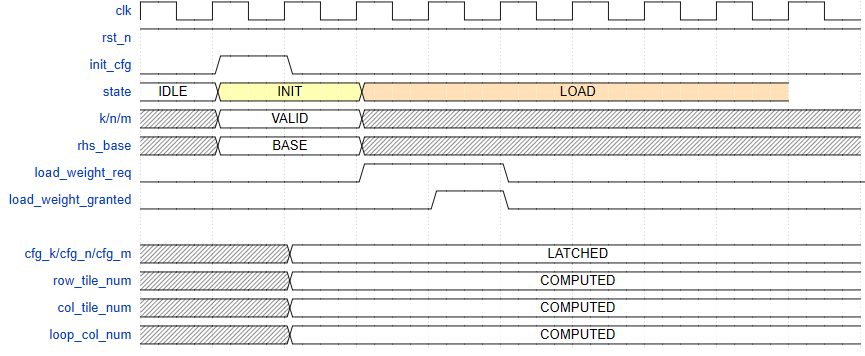 clk
rst_n
init_cfg
state IDLE INIT LOAD
k/n/m VALID
rhs_base BASE
load_weight_req
load_weight_granted
cfg_k/cfg_n/cfg_m LATCHED
row_tile_num COMPUTED
col_tile_num COMPUTED
loop_col_num COMPUTED